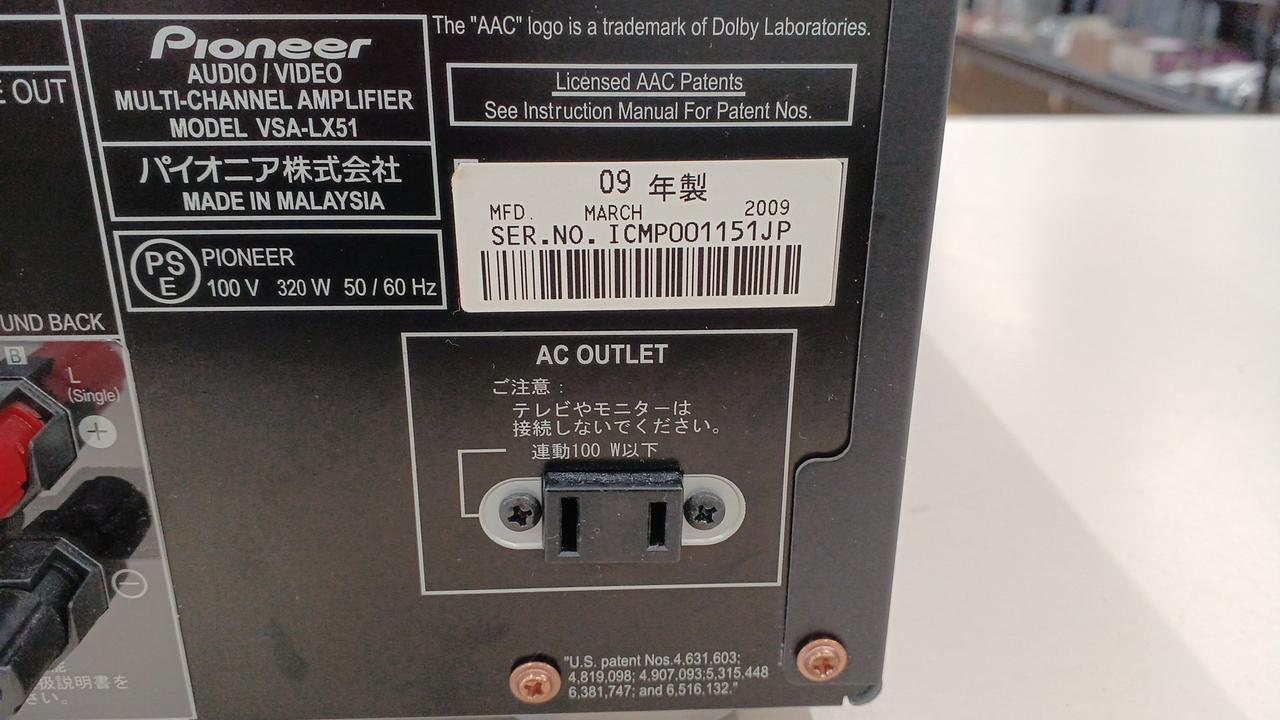 E OUT
Pioneer
AUDIO / VIDEO
MULTI-CHANNEL AMPLIFIER
MODEL VSA-LX51
パイオニア株式会社
MADE IN MALAYSIA
PS
E
PIONEER
100 V 320 W 50 / 60 Hz
The "AAC" logo is a trademark of Dolby Laboratories.
Licensed AAC Patents
See Instruction Manual For Patent Nos.
09 年製
MFD. MARCH 2009
SER.NO. ICMP001151JP
UND BACK
B
L
(Single)
+
−
AC OUTLET
ご注意：
テレビやモニターは
接続しないでください。
連動100 W以下
扱説明書を
さい。
"U.S. patent Nos.4,631,603;
4,819,098; 4.907,093;5,315,448
6,381,747; and 6,516,132."